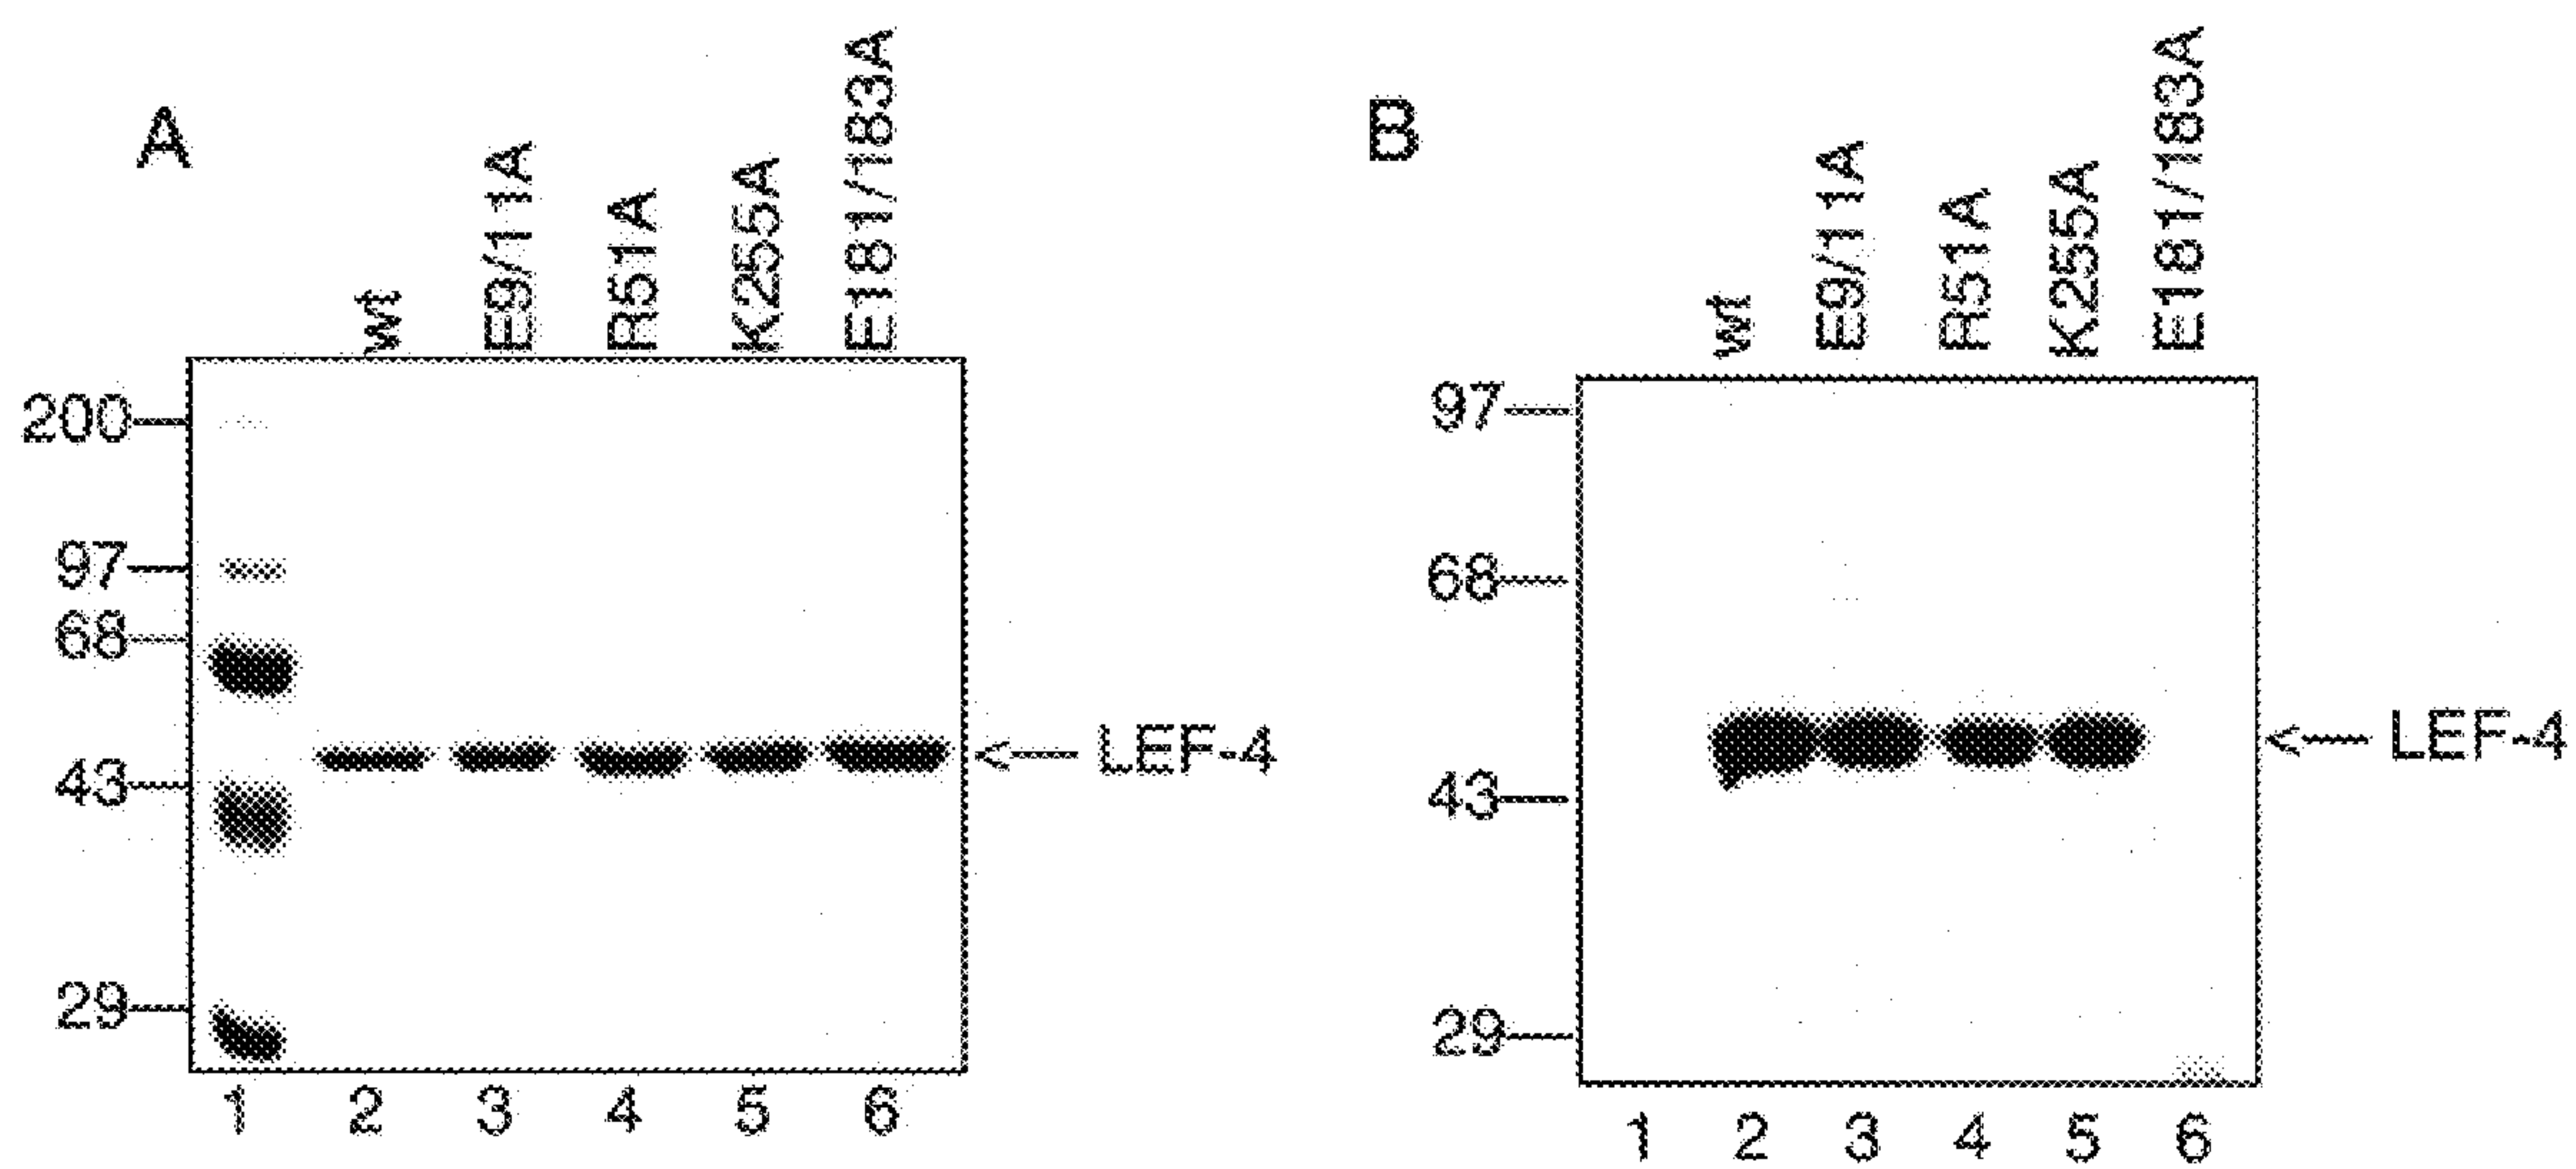 A
wt
E9/11A
R51A
K255A
E181/183A
200
97
68
43
29
LEF-4
1 2 3 4 5 6
B
wt
E9/11A
R51A
K255A
E181/183A
97
68
43
29
LEF-4
1 2 3 4 5 6